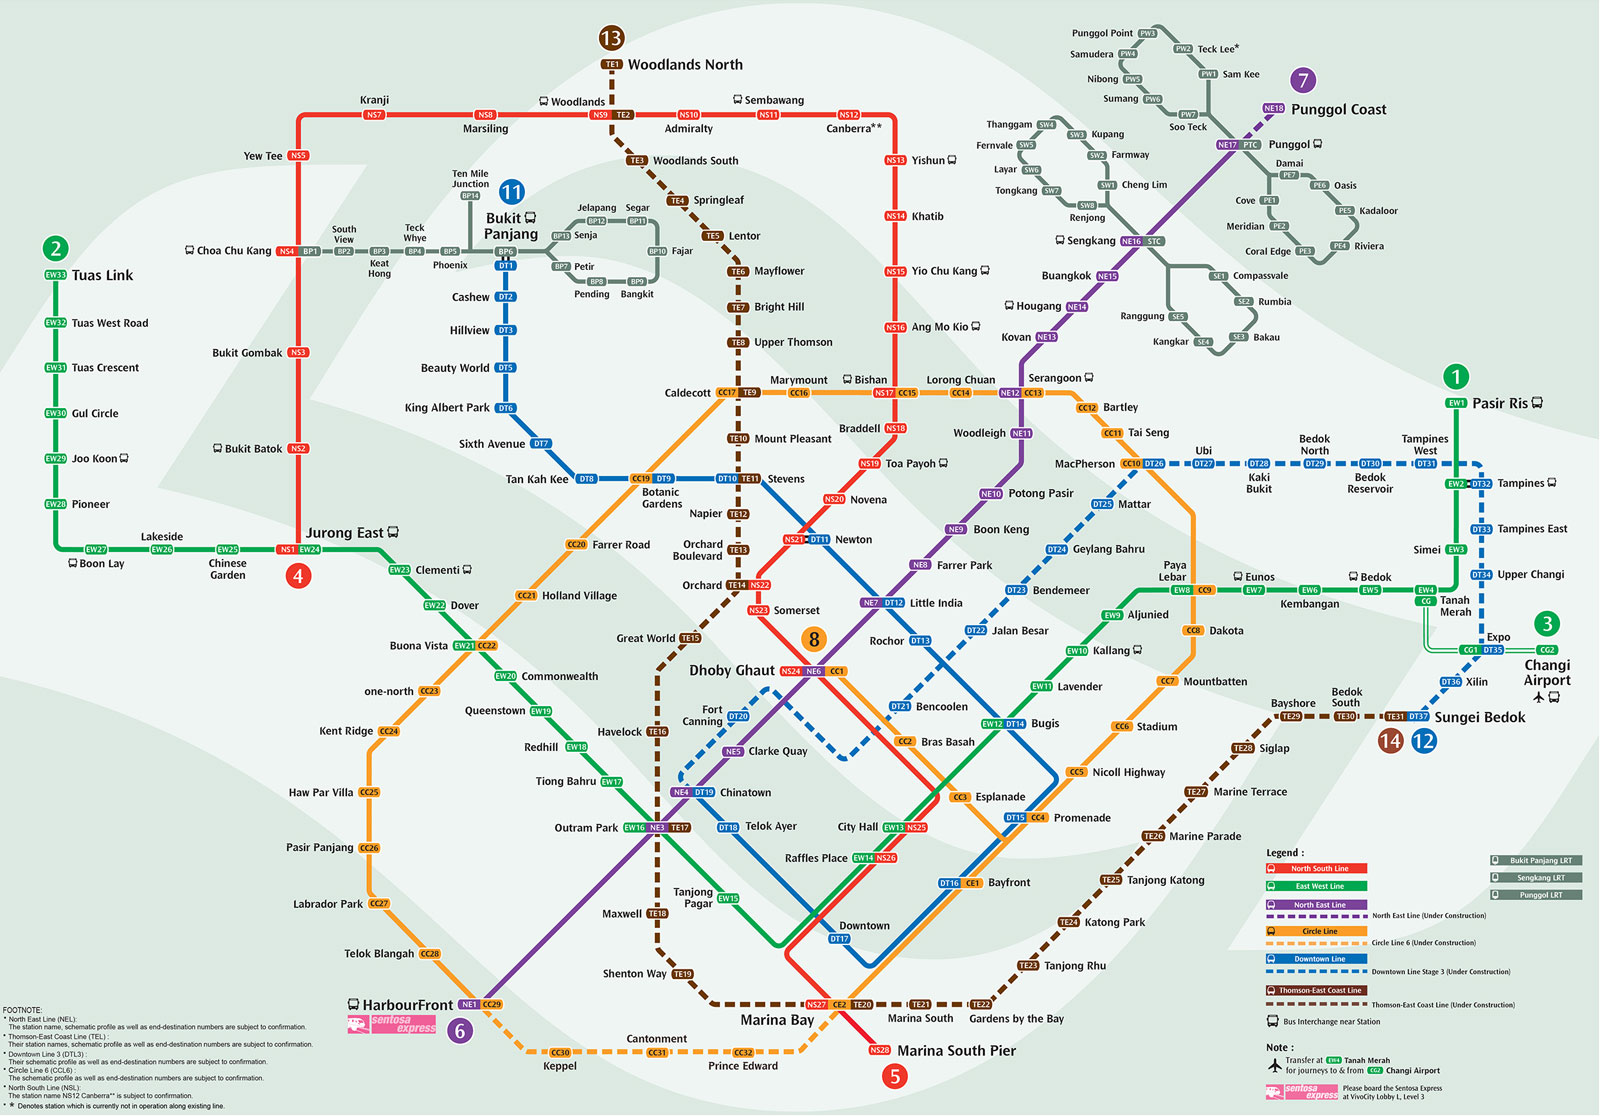 13
TE1
Woodlands North
Kranji
NS7
NS8
Marsiling
Woodlands
NS9
TE2
NS10
Admiralty
Sembawang
NS11
NS12
Canberra**
Yew Tee
NS5
NS13
Yishun
TE3
Woodlands South
TE4
Springleaf
NS14
Khatib
TE5
Lentor
TE6
Mayflower
NS15
Yio Chu Kang
TE7
Bright Hill
NS16
Ang Mo Kio
TE8
Upper Thomson
Punggol Point
PW3
PW2
Teck Lee*
Samudera
PW4
PW1
Sam Kee
Nibong
PW5
Sumang
PW6
PW7
Soo Teck
7
NE18
Punggol Coast
NE17
PTC
Punggol
Damai
PE7
PE6
Oasis
Cove
PE1
PE5
Kadaloor
Meridian
PE2
PE4
Riviera
Coral Edge
PE3
Thanggam
SW4
SW3
Kupang
Fernvale
SW5
SW2
Farmway
Layar
SW6
SW1
Cheng Lim
Tongkang
SW7
SW8
Renjong
Sengkang
NE16
STC
SE1
Compassvale
SE2
Rumbia
Ranggung
SE5
SE3
Bakau
Kangkar
SE4
Buangkok
NE15
Hougang
NE14
Kovan
NE13
Ten Mile
Junction
BP14
11
Bukit
Panjang
Choa Chu Kang
NS4
BP1
South
View
BP2
BP3
Keat
Hong
Teck
Whye
BP4
BP5
Phoenix
BP6
DT1
Jelapang
BP12
Segar
BP11
BP13
Senja
BP10
Fajar
BP7
Petir
BP8
Pending
BP9
Bangkit
Cashew
DT2
Hillview
DT3
Beauty World
DT5
King Albert Park
DT6
Sixth Avenue
DT7
Tan Kah Kee
DT8
2
EW33
Tuas Link
EW32
Tuas West Road
EW31
Tuas Crescent
EW30
Gul Circle
EW29
Joo Koon
EW28
Pioneer
EW27
Boon Lay
Lakeside
EW26
EW25
Chinese
Garden
Bukit Gombak
NS3
Bukit Batok
NS2
Jurong East
NS1
EW24
4
EW23
Clementi
EW22
Dover
Buona Vista
EW21
CC22
EW20
Commonwealth
Queenstown
EW19
Redhill
EW18
Tiong Bahru
EW17
Outram Park
EW16
NE3
TE17
Tanjong
Pagar
EW15
Caldecott
CC17
TE9
Marymount
CC16
Bishan
NS17
CC15
Lorong Chuan
CC14
Serangoon
NE12
CC13
CC12
Bartley
CC11
Tai Seng
MacPherson
CC10
DT26
Braddell
NS18
NS19
Toa Payoh
NS20
Novena
NS21
DT11
Newton
Woodleigh
NE11
NE10
Potong Pasir
NE9
Boon Keng
NE8
Farrer Park
NE7
DT12
Little India
TE10
Mount Pleasant
CC19
DT9
Botanic
Gardens
DT10
TE11
Stevens
Napier
TE12
Orchard
Boulevard
TE13
Orchard
TE14
NS22
NS23
Somerset
CC20
Farrer Road
CC21
Holland Village
one-north
CC23
Kent Ridge
CC24
Haw Par Villa
CC25
Pasir Panjang
CC26
Labrador Park
CC27
Telok Blangah
CC28
HarbourFront
NE1
CC29
sentosa
express
6
Great World
TE15
Havelock
TE16
Maxwell
TE18
Shenton Way
TE19
8
Dhoby Ghaut
NS24
NE6
CC1
Fort
Canning
DT20
NE5
Clarke Quay
NE4
DT19
Chinatown
DT18
Telok Ayer
Downtown
DT17
Rochor
DT13
DT21
Bencoolen
DT22
Jalan Besar
DT23
Bendemeer
DT24
Geylang Bahru
DT25
Mattar
CC2
Bras Basah
CC3
Esplanade
EW12
DT14
Bugis
EW11
Lavender
EW10
Kallang
EW9
Aljunied
Paya
Lebar
EW8
CC9
Eunos
EW7
EW6
Kembangan
Bedok
EW5
EW4
CG
Tanah
Merah
CC8
Dakota
CC7
Mountbatten
CC6
Stadium
CC5
Nicoll Highway
DT15
CC4
Promenade
DT16
CE1
Bayfront
City Hall
EW13
NS25
Raffles Place
EW14
NS26
Marina Bay
NS27
CE2
TE20
TE21
Marina South
TE22
Gardens by the Bay
NS28
Marina South Pier
5
CC30
Keppel
Cantonment
CC31
CC32
Prince Edward
TE23
Tanjong Rhu
TE24
Katong Park
TE25
Tanjong Katong
TE26
Marine Parade
TE27
Marine Terrace
TE28
Siglap
Bayshore
TE29
Bedok
South
TE30
TE31
DT37
Sungei Bedok
14
12
DT36
Xilin
Expo
CG1
DT35
CG2
3
Changi
Airport
1
EW1
Pasir Ris
Ubi
DT27
DT28
Kaki
Bukit
Bedok
North
DT29
DT30
Bedok
Reservoir
Tampines
West
DT31
EW2
DT32
Tampines
DT33
Tampines East
Simei
EW3
DT34
Upper Changi
Legend :
North South Line
East West Line
North East Line
North East Line (Under Construction)
Circle Line
Circle Line 6 (Under Construction)
Downtown Line
Downtown Line Stage 3 (Under Construction)
Thomson-East Coast Line
Thomson-East Coast Line (Under Construction)
Bus Interchange near Station
Bukit Panjang LRT
Sengkang LRT
Punggol LRT
Note :
Transfer at EW4 Tanah Merah
for journeys to & from CG2 Changi Airport
sentosa
express
Please board the Sentosa Express
at VivoCity Lobby L, Level 3
FOOTNOTE:
* North East Line (NEL):
The station name, schematic profile as well as end-destination numbers are subject to confirmation.
* Thomson-East Coast Line (TEL) :
Their station names, schematic profile as well as end-destination numbers are subject to confirmation.
* Downtown Line 3 (DTL3) :
Their schematic profile as well as end-destination numbers are subject to confirmation.
* Circle Line 6 (CCL6) :
The schematic profile as well as end-destination numbers are subject to confirmation.
* North South Line (NSL):
The station name NS12 Canberra** is subject to confirmation.
* * Denotes station which is currently not in operation along existing line.